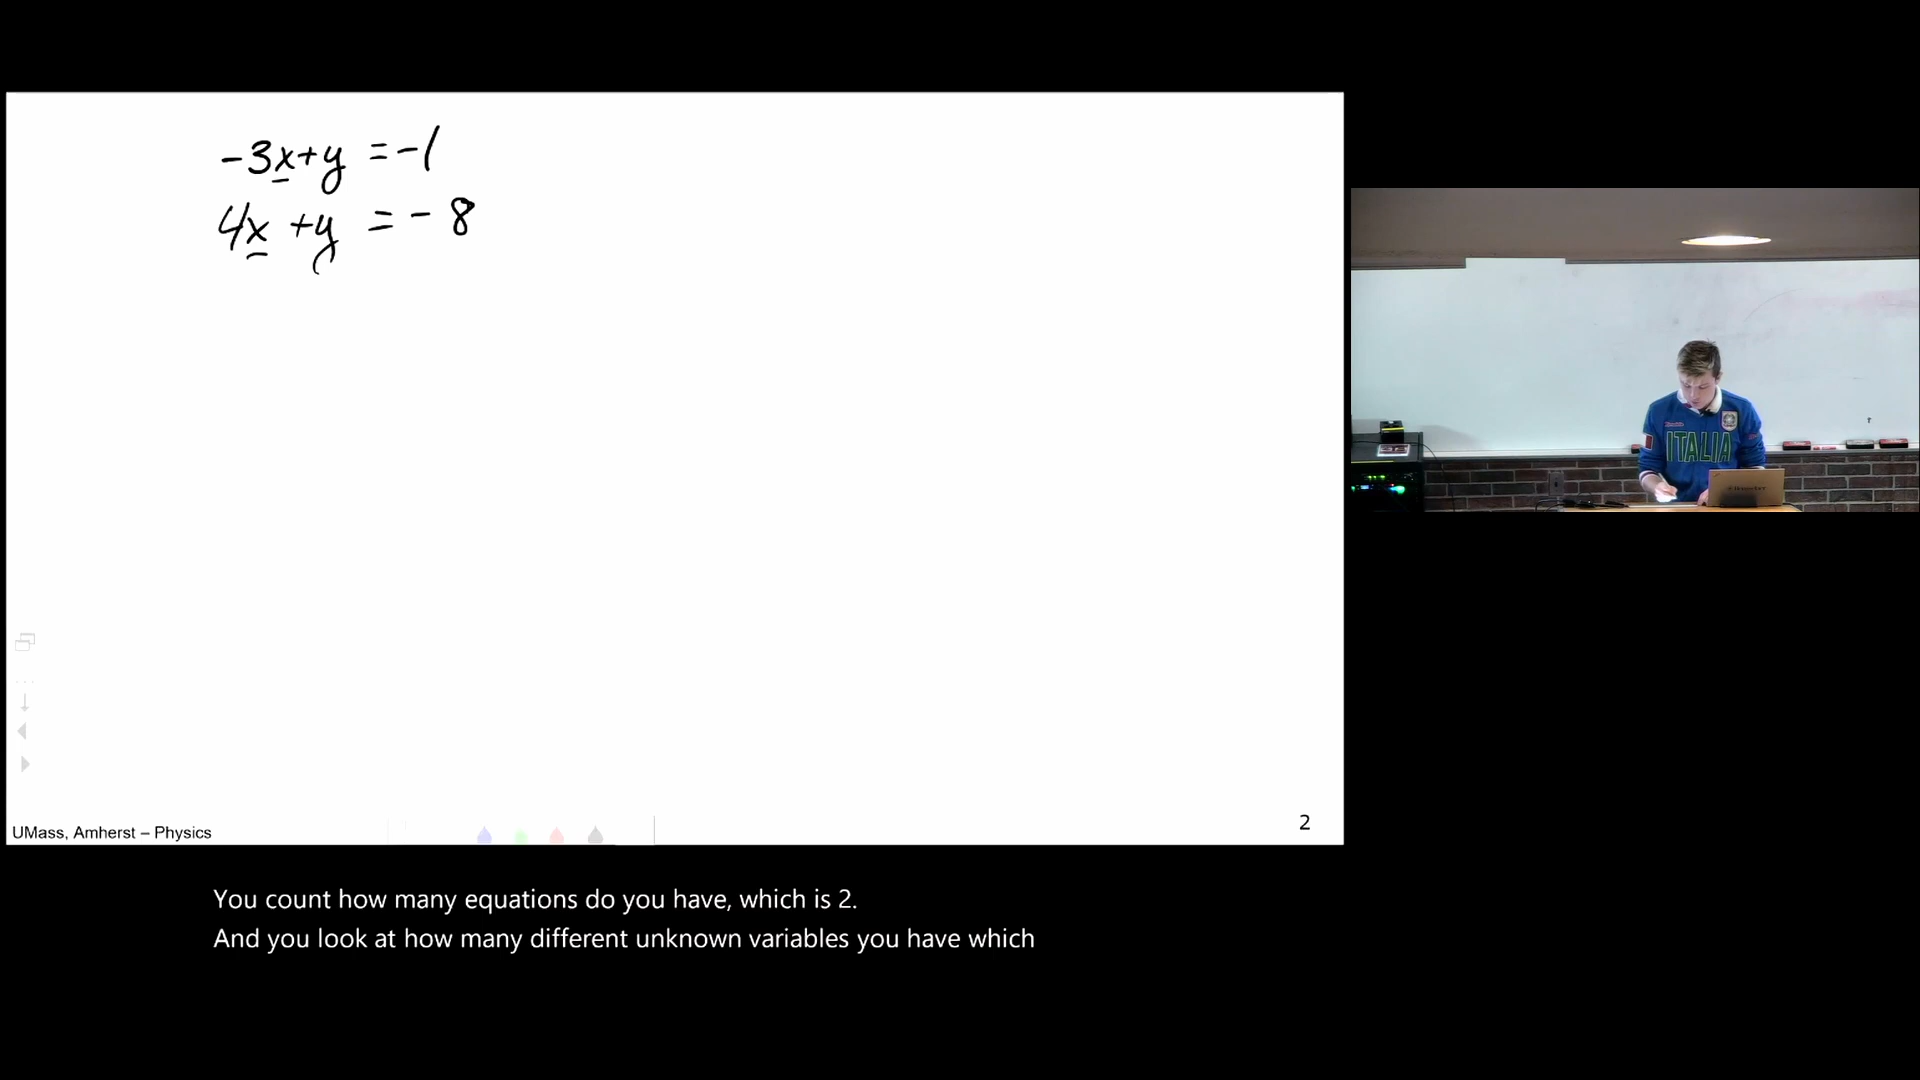 -3x+y =-1
4x +y = - 8
ITALIA
UMass, Amherst – Physics
2
You count how many equations do you have, which is 2.
And you look at how many different unknown variables you have which